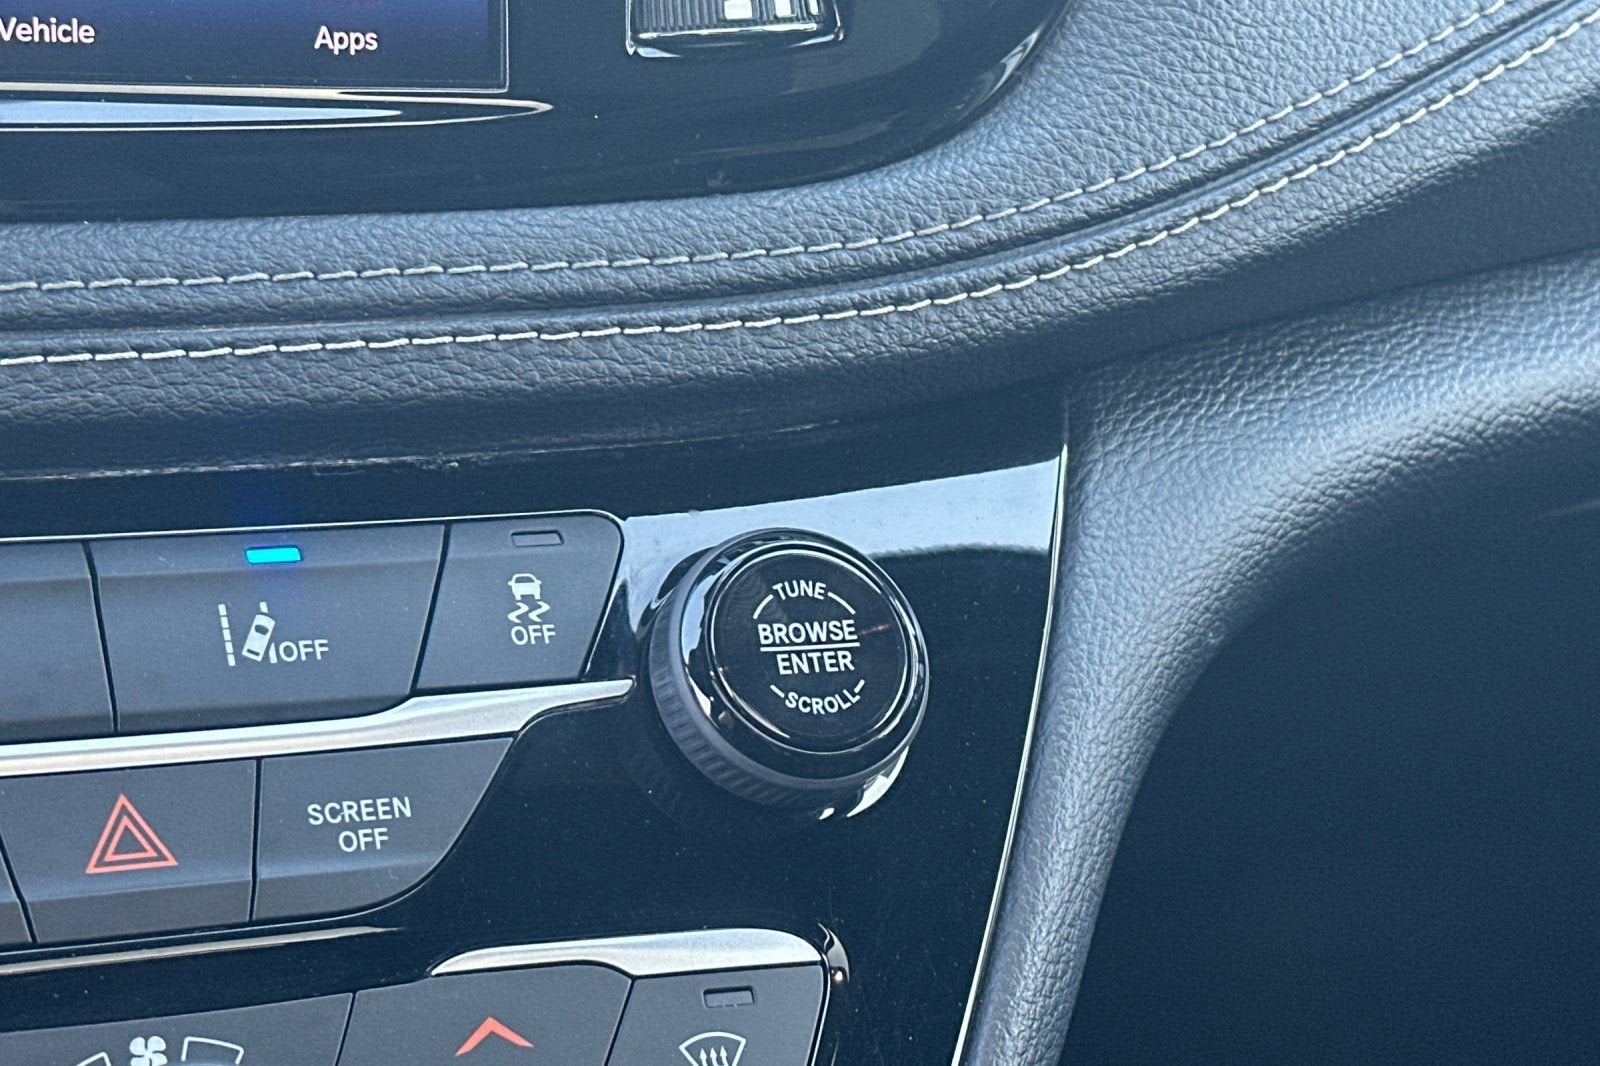 Vehicle
Apps
OFF
OFF
TUNE
BROWSE
ENTER
SCROLL
SCREEN
OFF